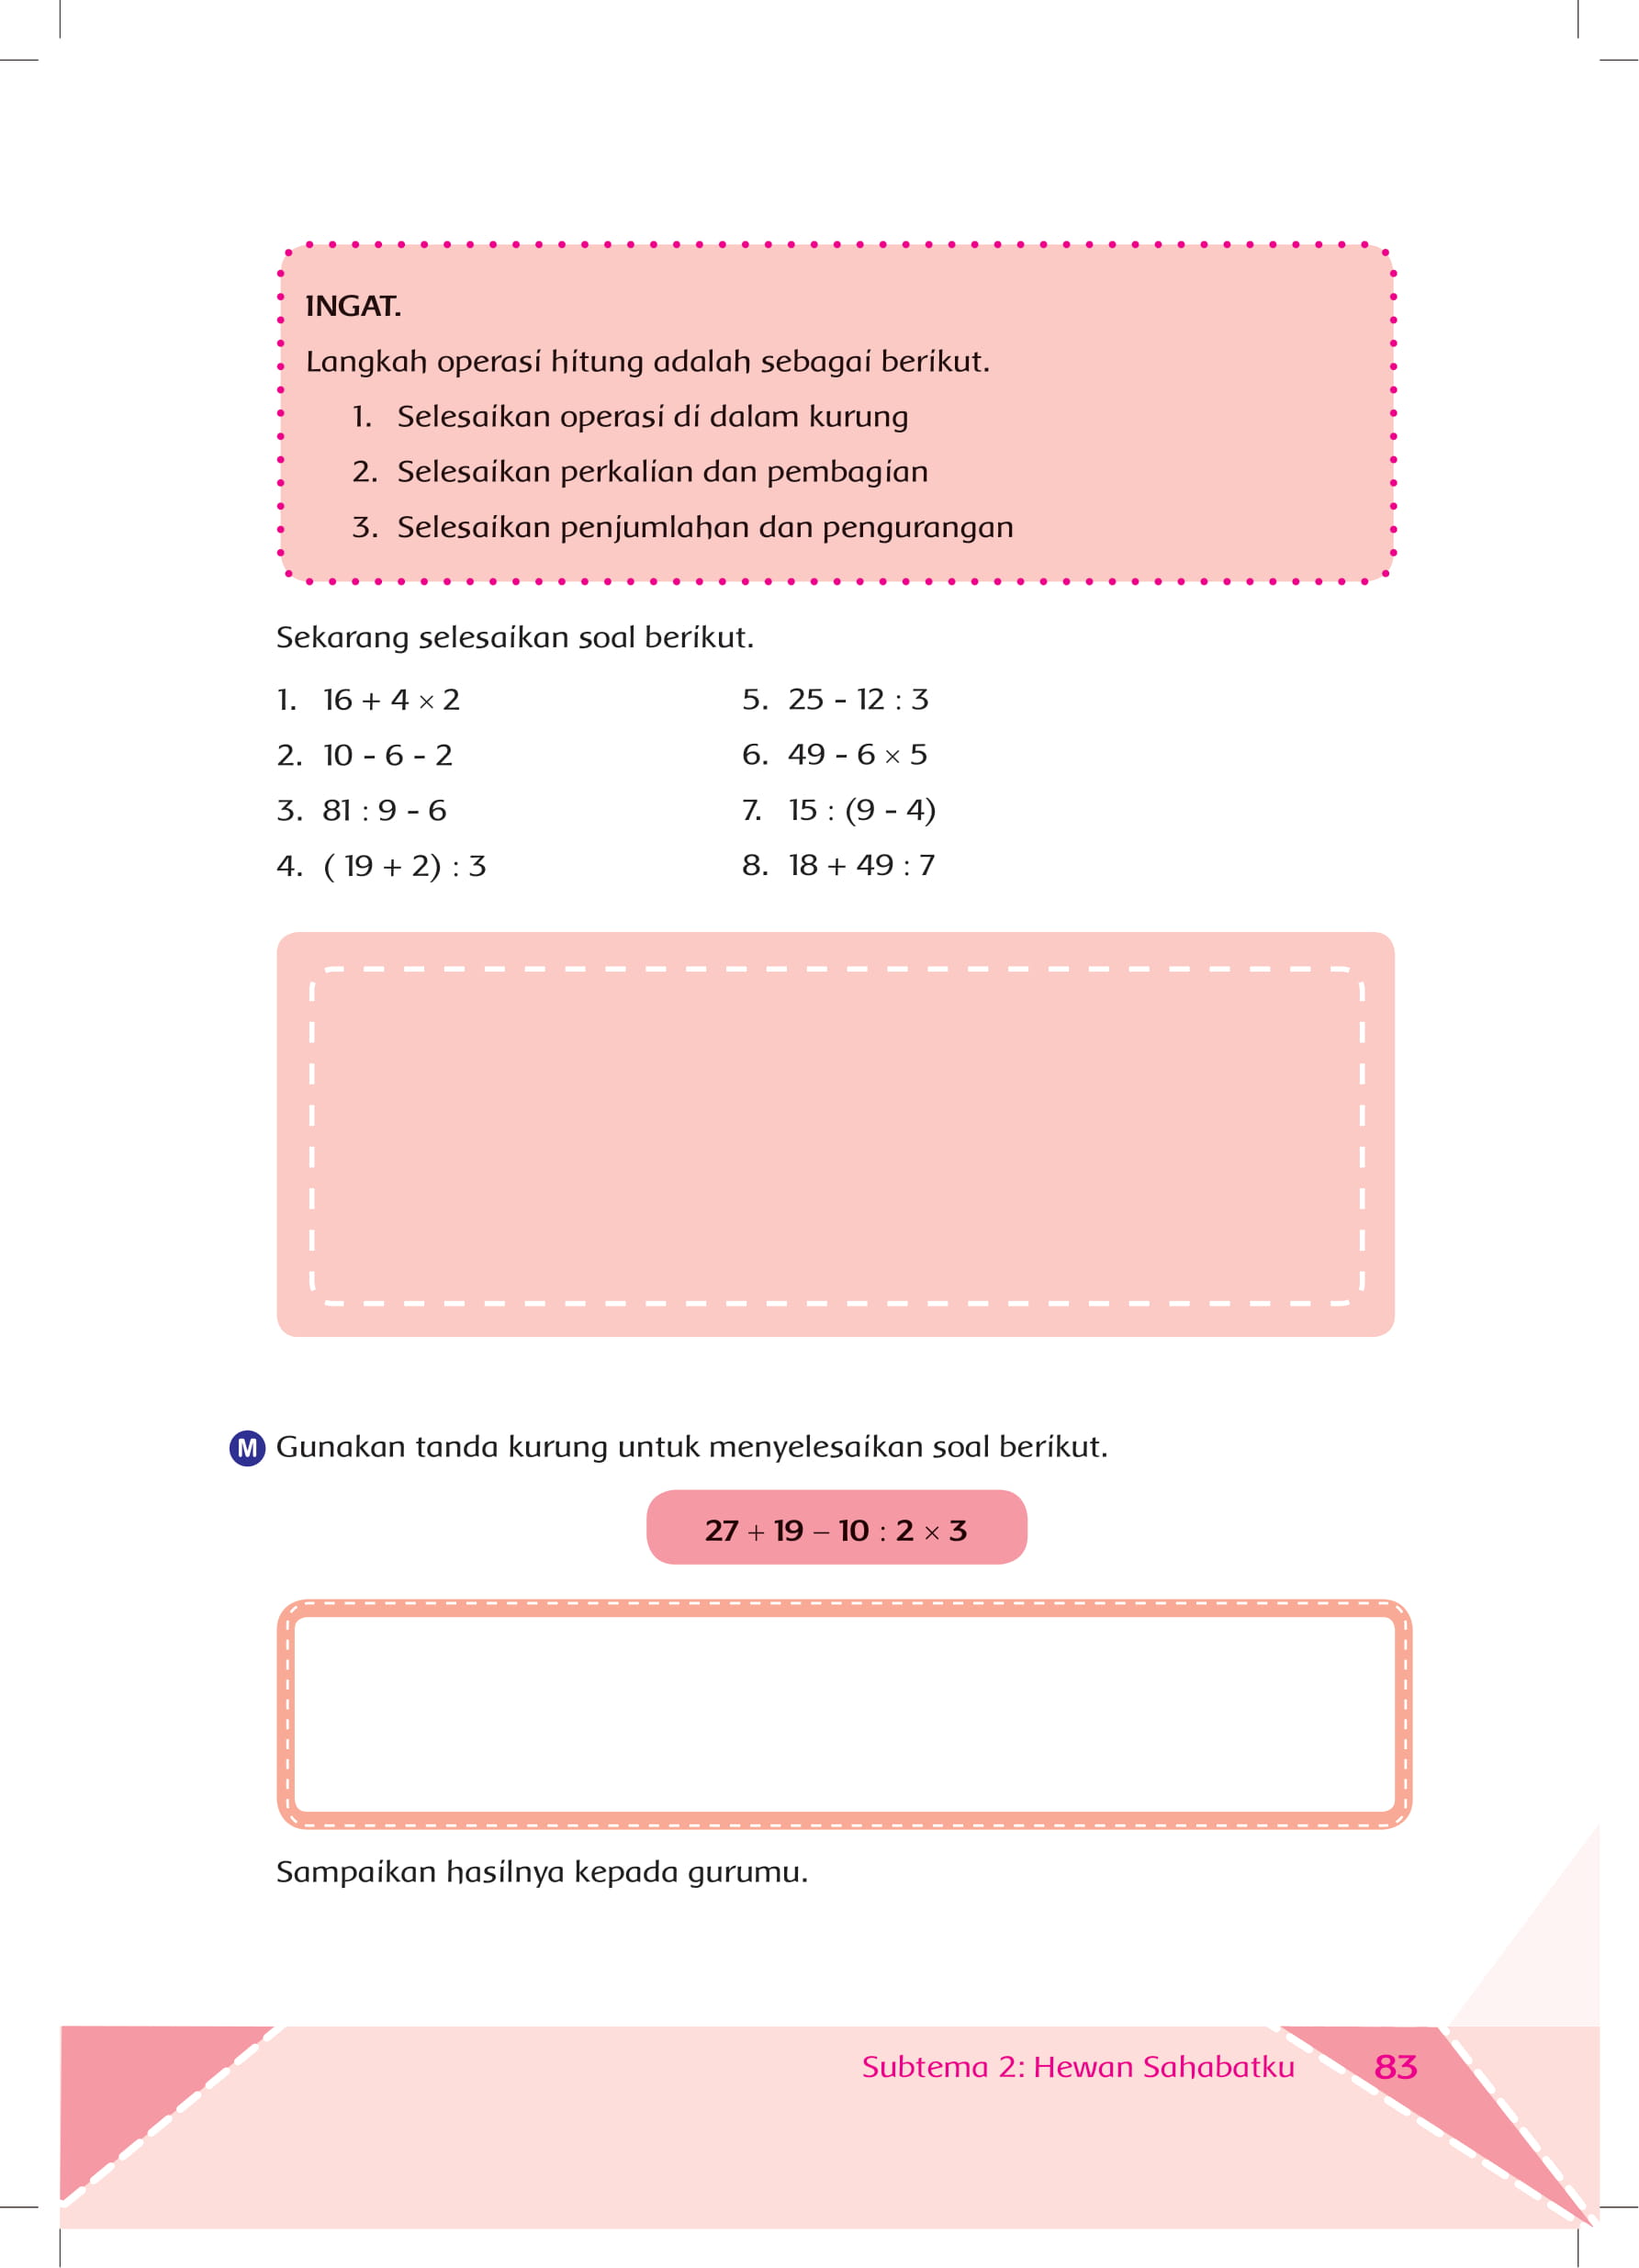 INGAT.
Langkah operasi hitung adalah sebagai berikut.
1. Selesaikan operasi di dalam kurung
2. Selesaikan perkalian dan pembagian
3. Selesaikan penjumlahan dan pengurangan
Sekarang selesaikan soal berikut.
1. 16 + 4 × 2
2. 10 - 6 - 2
3. 81 : 9 - 6
4. ( 19 + 2) : 3
5. 25 - 12 : 3
6. 49 - 6 × 5
7. 15 : (9 - 4)
8. 18 + 49 : 7
M Gunakan tanda kurung untuk menyelesaikan soal berikut.
27 + 19 – 10 : 2 × 3
Sampaikan hasilnya kepada gurumu.
Subtema 2: Hewan Sahabatku 83